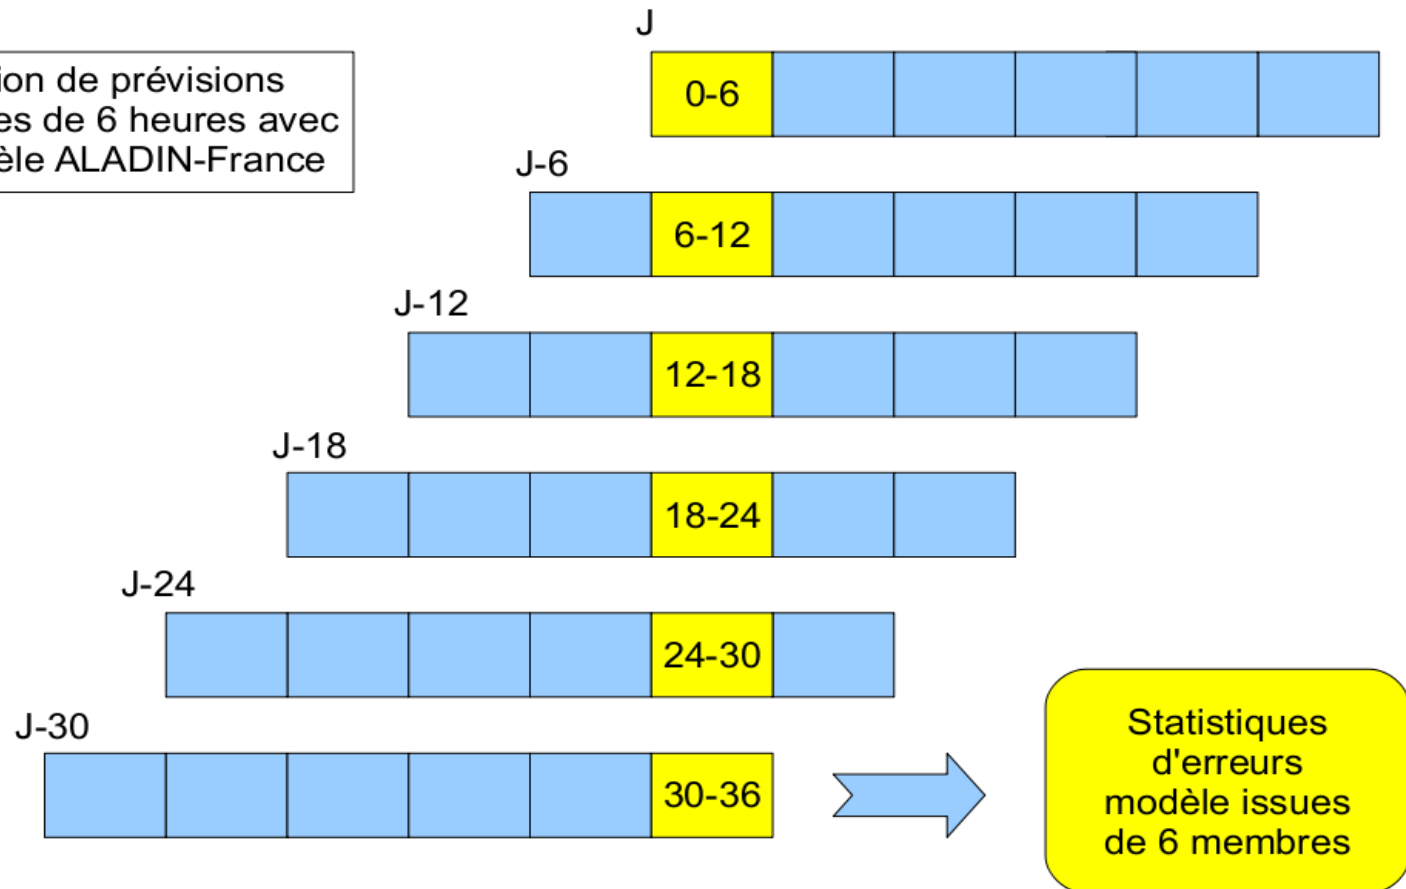 J
ion de prévisions
es de 6 heures avec
èle ALADIN-France
0-6
J-6
6-12
J-12
12-18
J-18
18-24
J-24
24-30
J-30
30-36
Statistiques
d'erreurs
modèle issues
de 6 membres